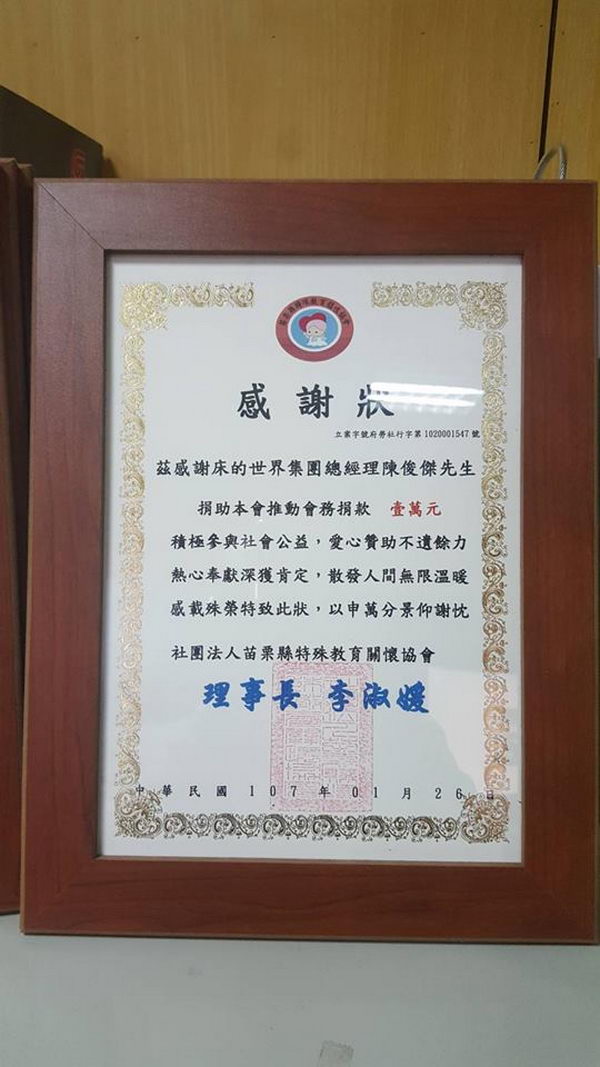 感謝狀
立案字號府勞社行字第1020001547號
茲感謝床的世界集團總經理陳俊傑先生
捐助本會推動會務捐款 壹萬元
積極參與社會公益，愛心贊助不遺餘力
熱心奉獻深獲肯定，散發人間無限溫暖
感載殊榮特致此狀，以申萬分景仰謝忱
社團法人苗栗縣特殊教育關懷協會
理事長 李淑媛
中華民國107年01月26日